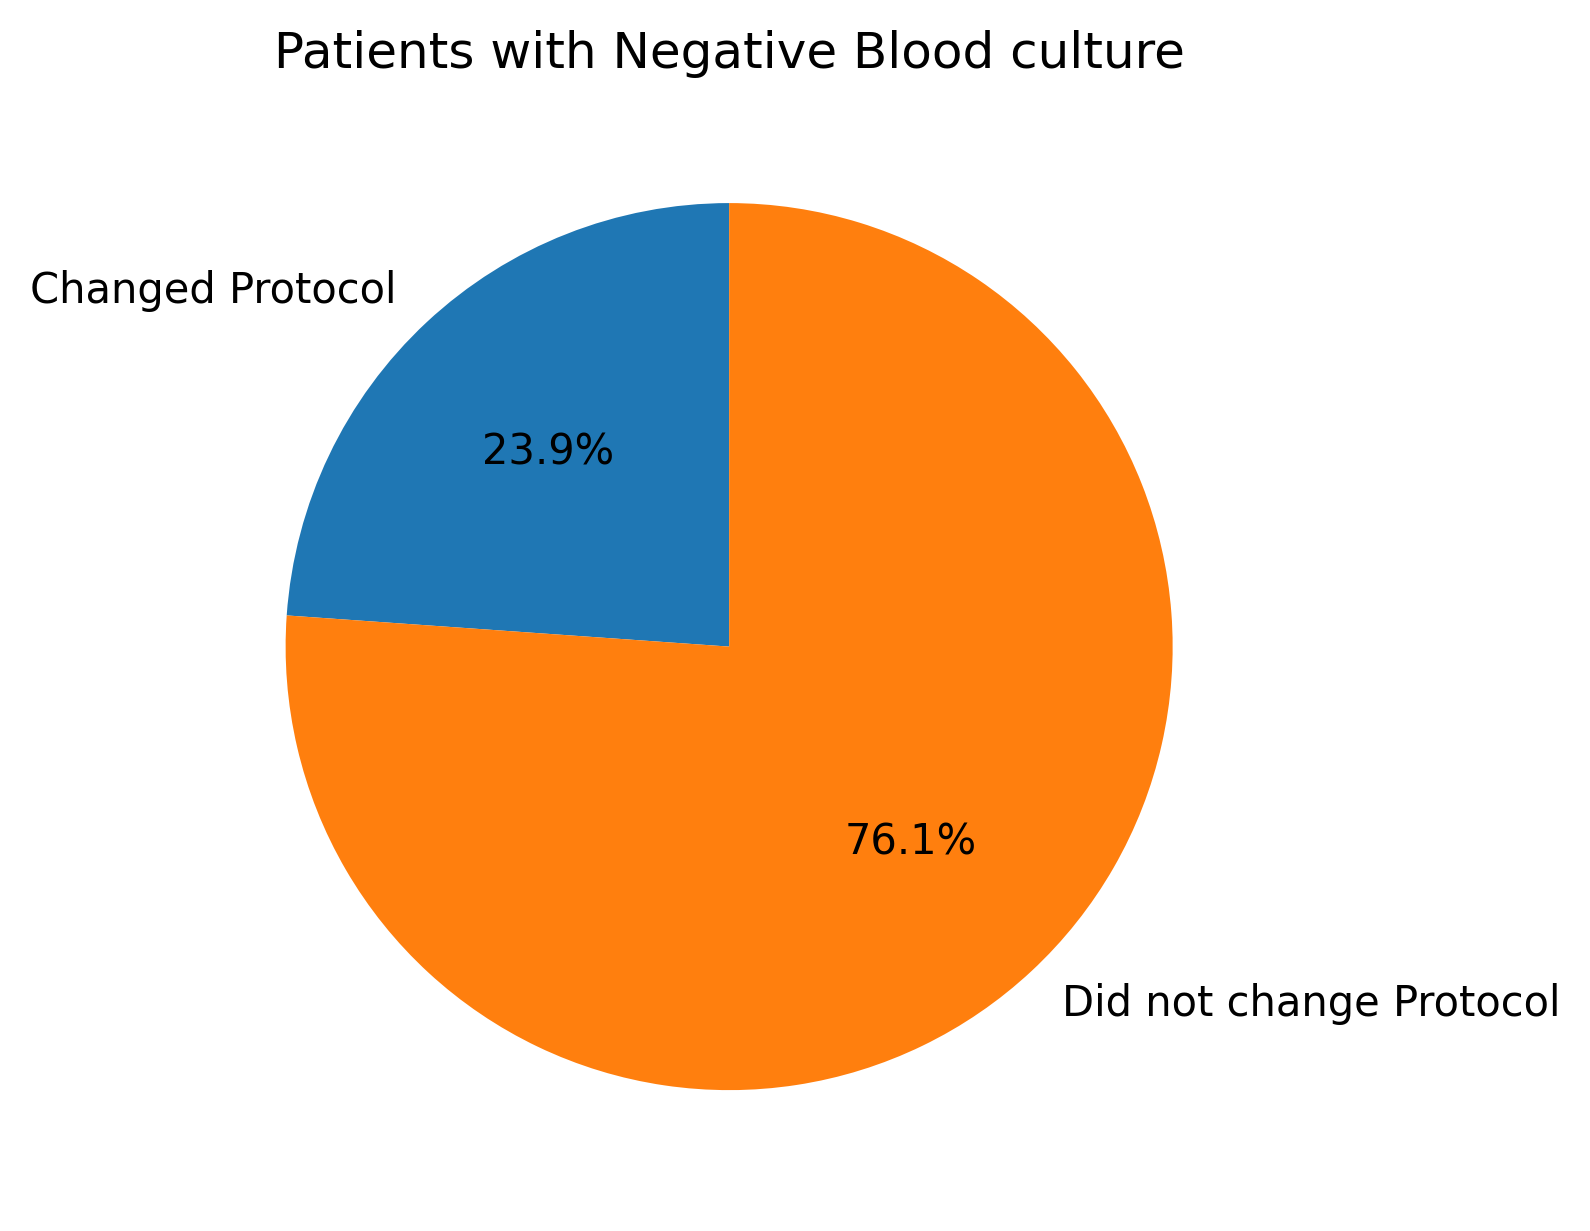 Patients with Negative Blood culture
Changed Protocol
23.9%
76.1%
Did not change Protocol